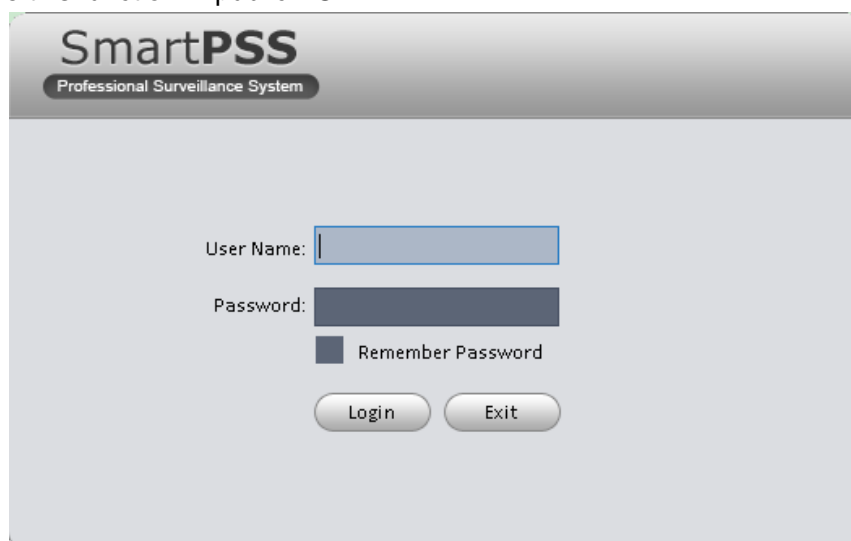 SmartPSS
Professional Surveillance System
User Name:
Password:
Remember Password
Login Exit